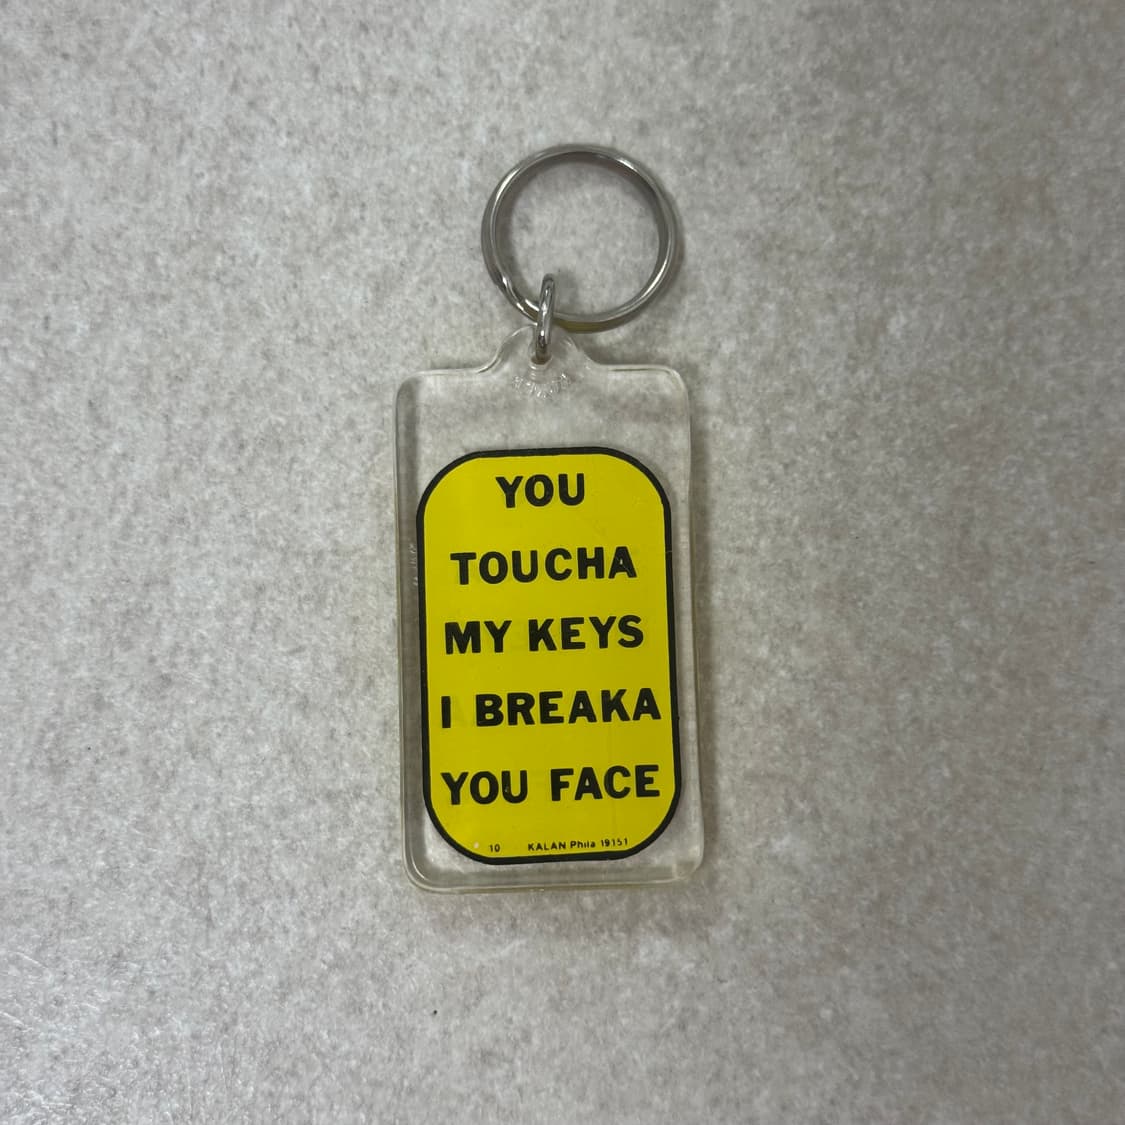 YOU
TOUCHA
MY KEYS
I BREAKA
YOU FACE
10 KALAN Phila 19151